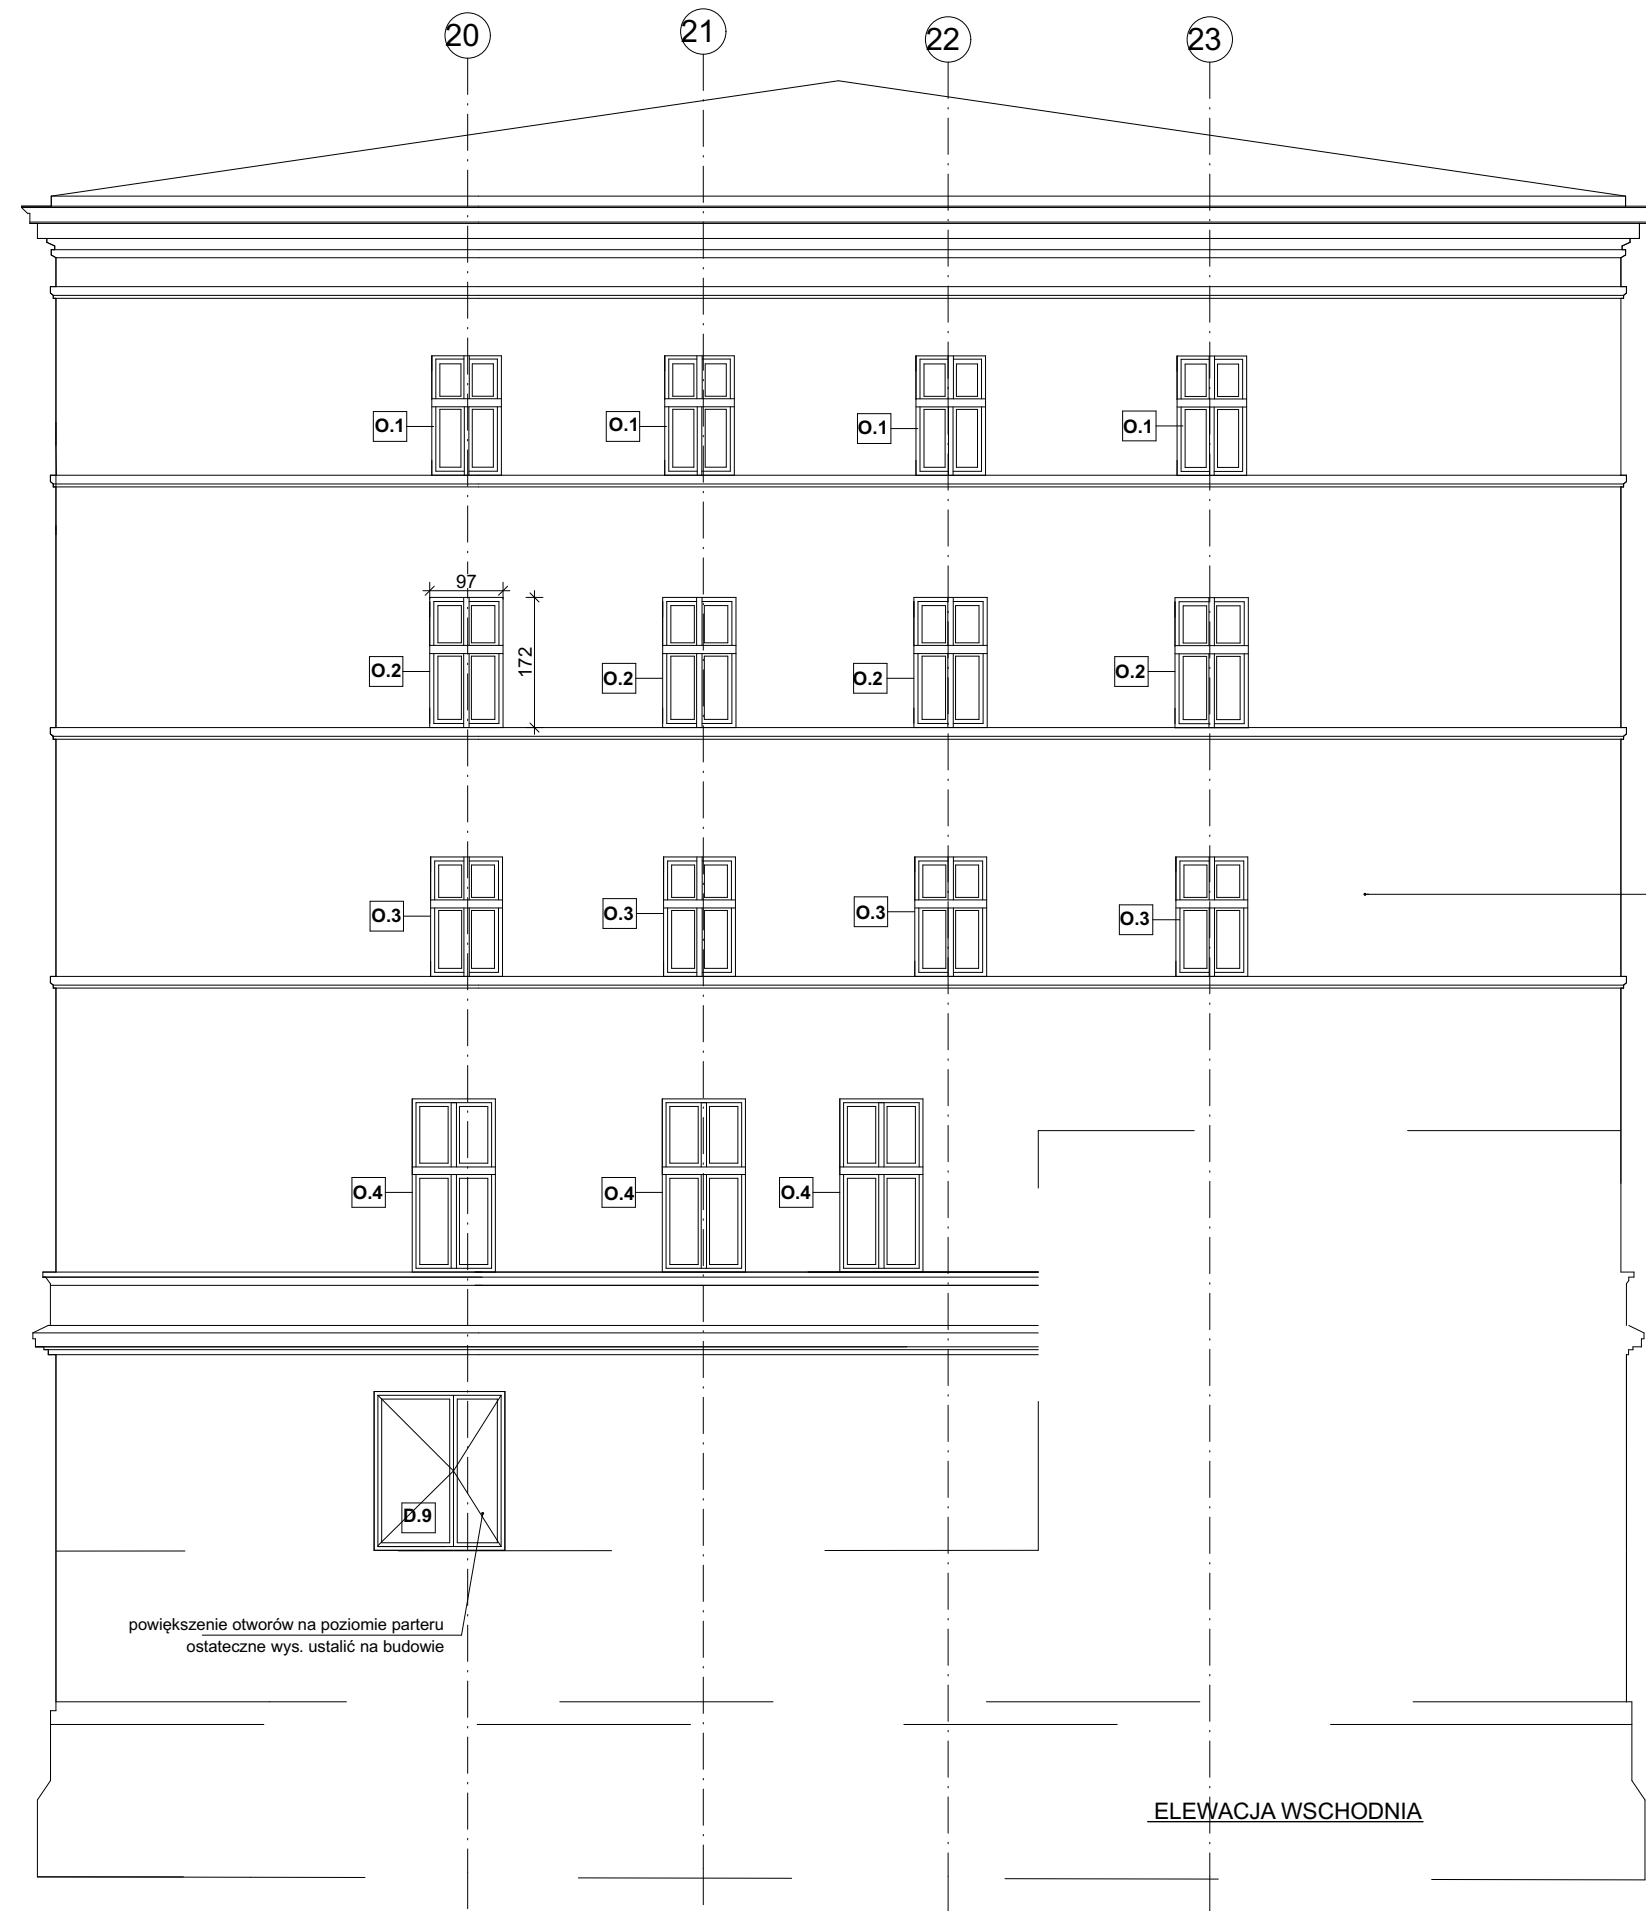 20
21
22
23
O.1
O.1
O.1
O.1
97
172
O.2
O.2
O.2
O.2
O.3
O.3
O.3
O.3
O.4
O.4
O.4
D.9
powiększenie otworów na poziomie parteru
ostateczne wys. ustalić na budowie
ELEWACJA WSCHODNIA